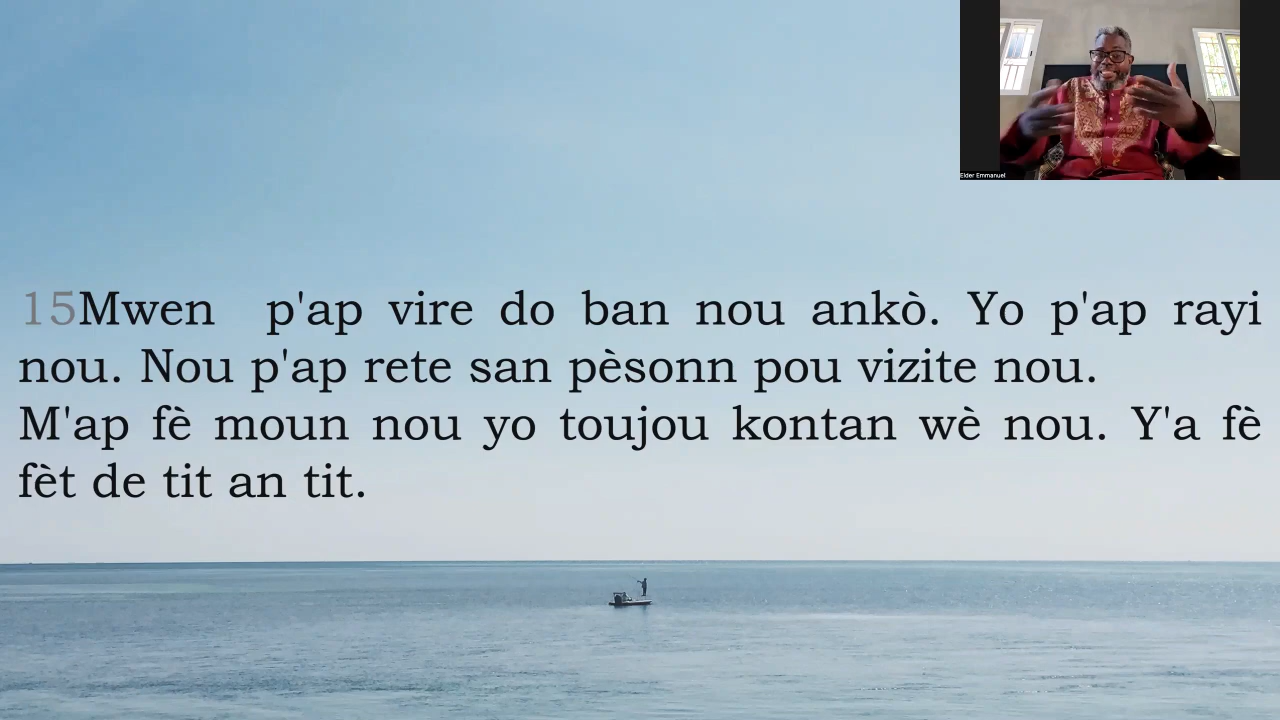 Elder Emmanuel
15Mwen p'ap vire do ban nou ankò. Yo p'ap rayi
nou. Nou p'ap rete san pèsonn pou vizite nou.
M'ap fè moun nou yo toujou kontan wè nou. Y'a fè
fèt de tit an tit.